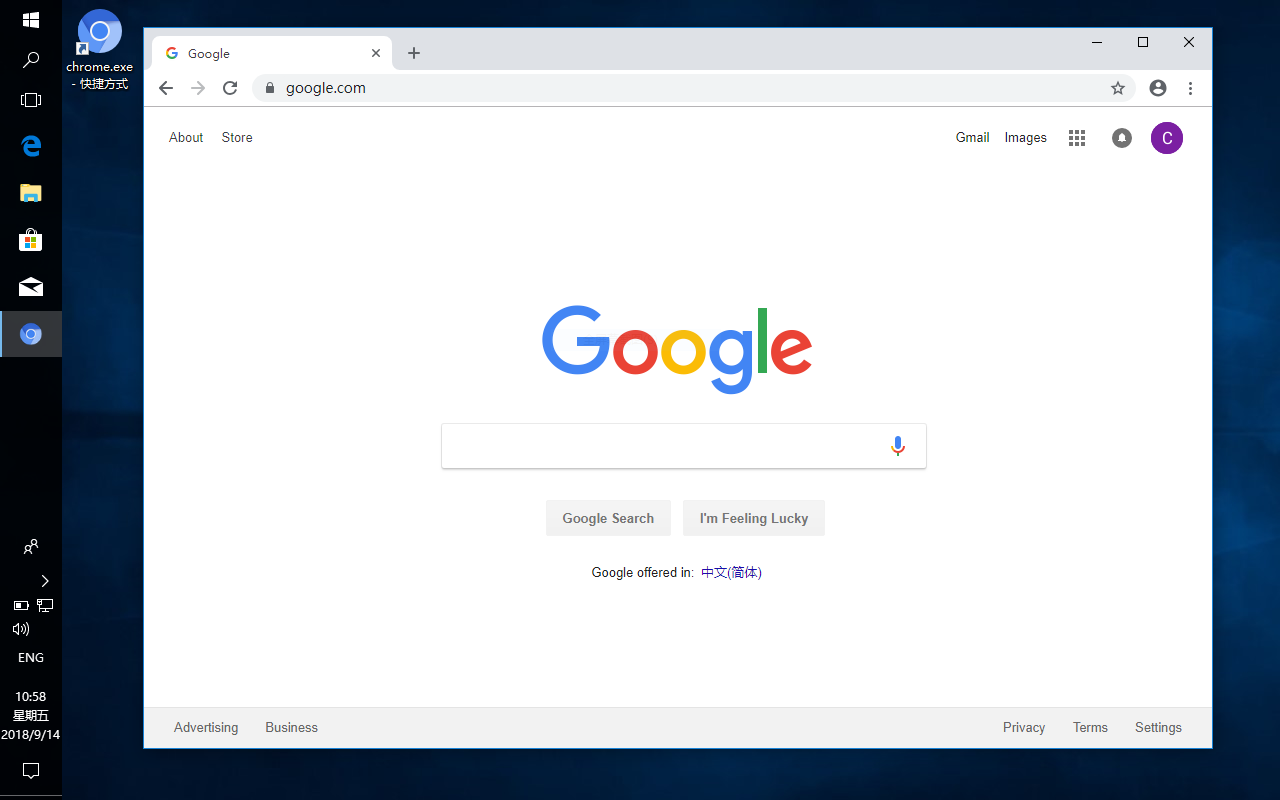 chrome.exe
- 快捷方式
Google
google.com
About Store
Gmail Images
C
Google
Google Search I'm Feeling Lucky
Google offered in: 中文(简体)
Advertising Business
Privacy Terms Settings
ENG
10:58
星期五
2018/9/14